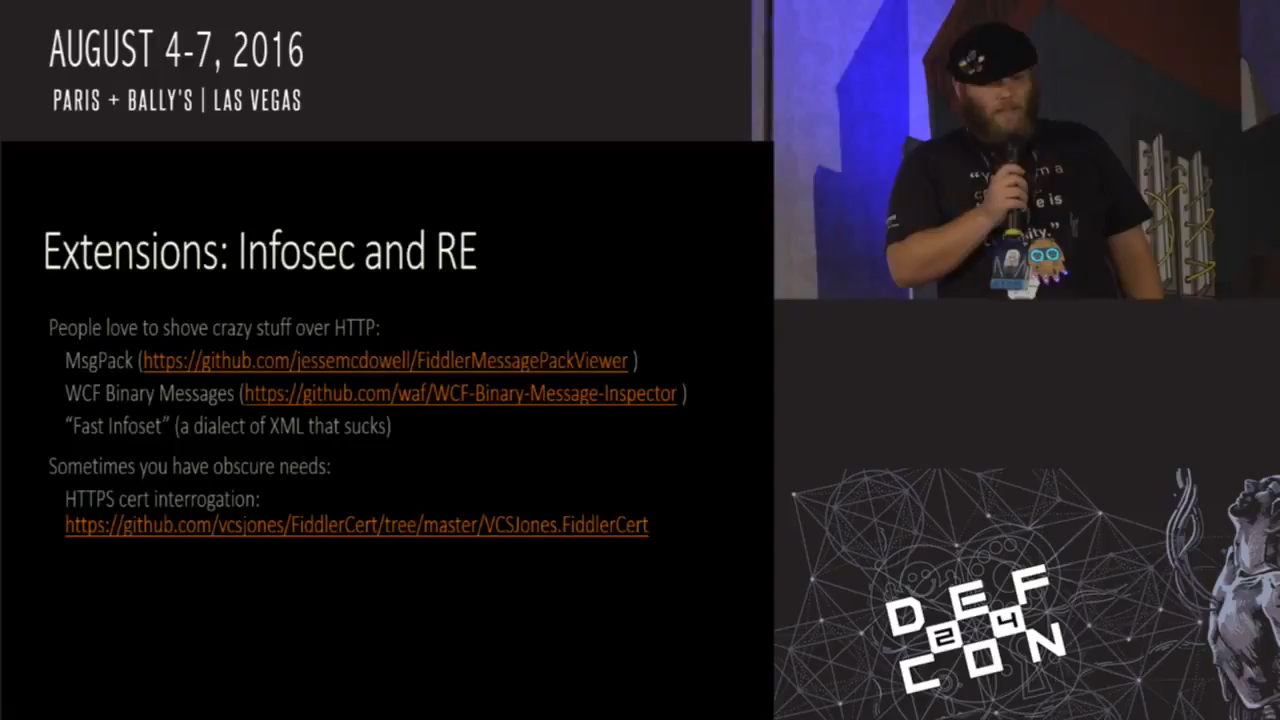 AUGUST 4-7, 2016
PARIS + BALLY'S | LAS VEGAS
Extensions: Infosec and RE
People love to shove crazy stuff over HTTP:
MsgPack (https://github.com/jessemcdowell/FiddlerMessagePackViewer )
WCF Binary Messages (https://github.com/waf/WCF-Binary-Message-Inspector )
“Fast Infoset” (a dialect of XML that sucks)
Sometimes you have obscure needs:
HTTPS cert interrogation:
https://github.com/vcsjones/FiddlerCert/tree/master/VCSJones.FiddlerCert
DEF
24
CON